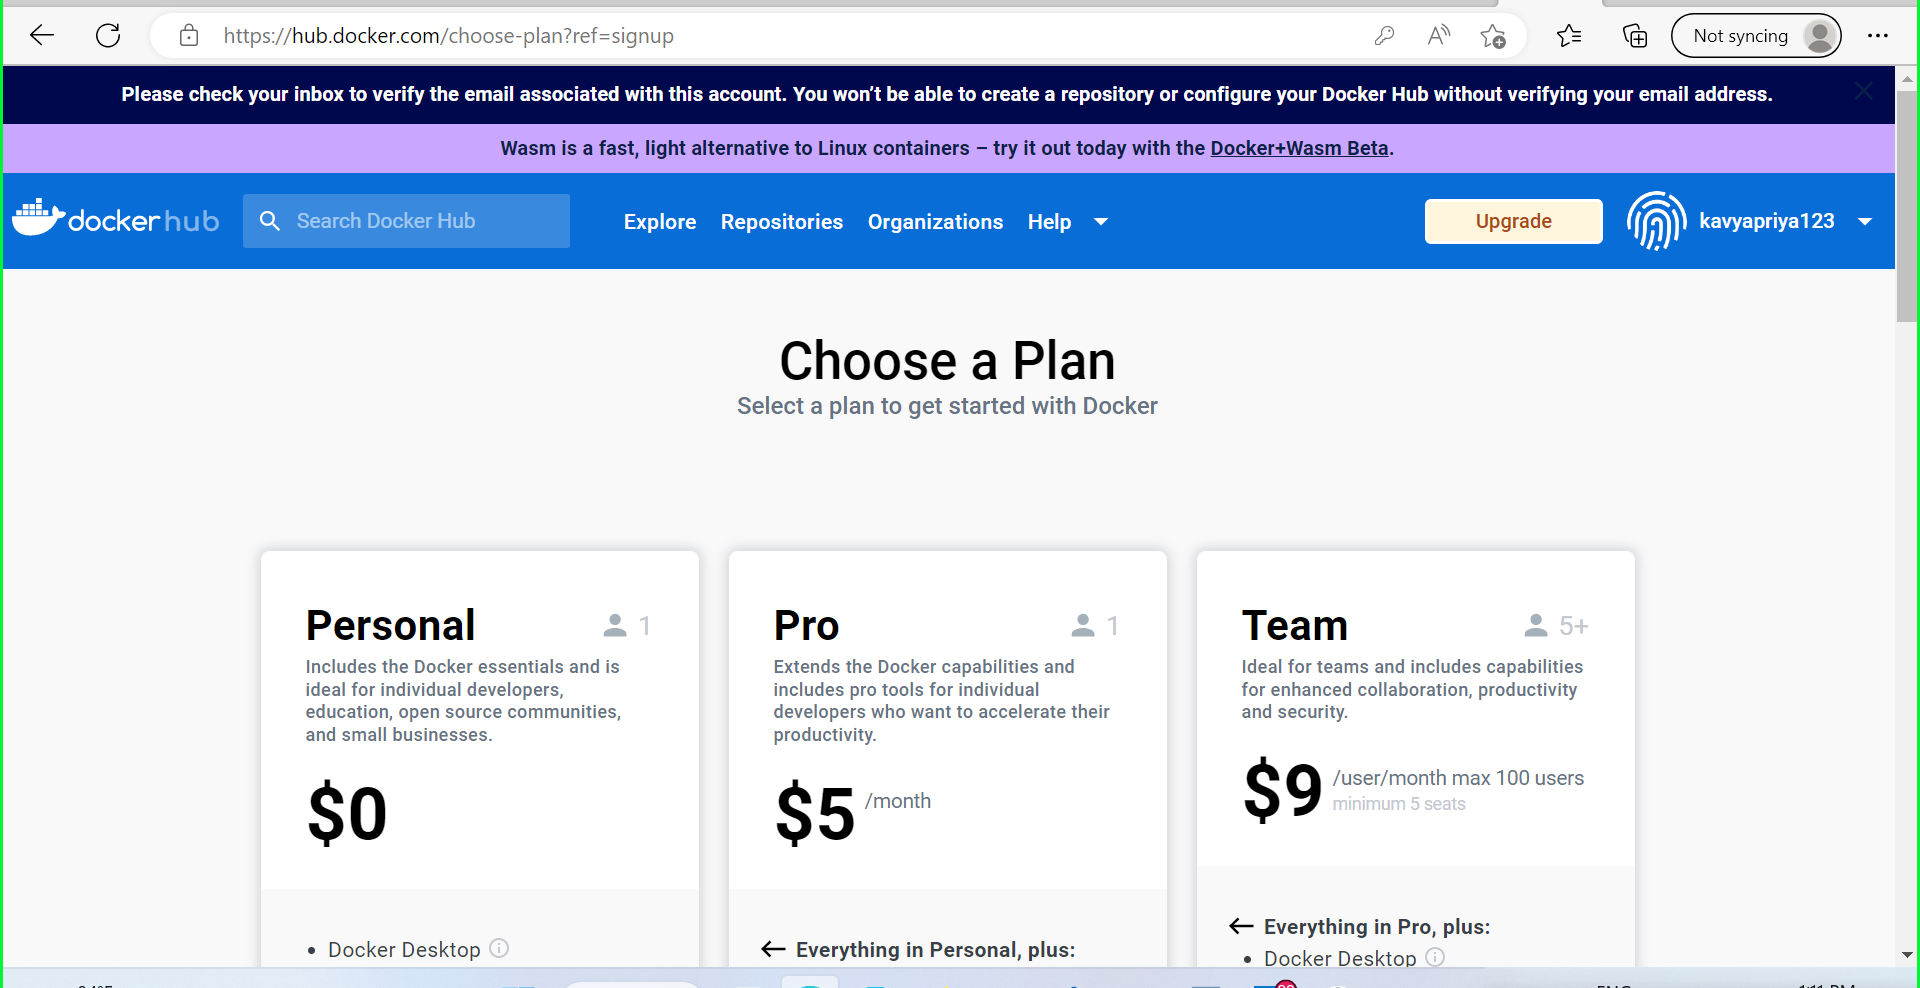 https://hub.docker.com/choose-plan?ref=signup
Not syncing
Please check your inbox to verify the email associated with this account. You won’t be able to create a repository or configure your Docker Hub without verifying your email address.
Wasm is a fast, light alternative to Linux containers – try it out today with the Docker+Wasm Beta.
dockerhub
Search Docker Hub
Explore Repositories Organizations Help
Upgrade
kavyapriya123
Choose a Plan
Select a plan to get started with Docker
Personal
1
Includes the Docker essentials and is
ideal for individual developers,
education, open source communities,
and small businesses.
$0
Docker Desktop
Pro
1
Extends the Docker capabilities and
includes pro tools for individual
developers who want to accelerate their
productivity.
$5 /month
Everything in Personal, plus:
Team
5+
Ideal for teams and includes capabilities
for enhanced collaboration, productivity
and security.
$9 /user/month max 100 users
minimum 5 seats
Everything in Pro, plus:
Docker Desktop